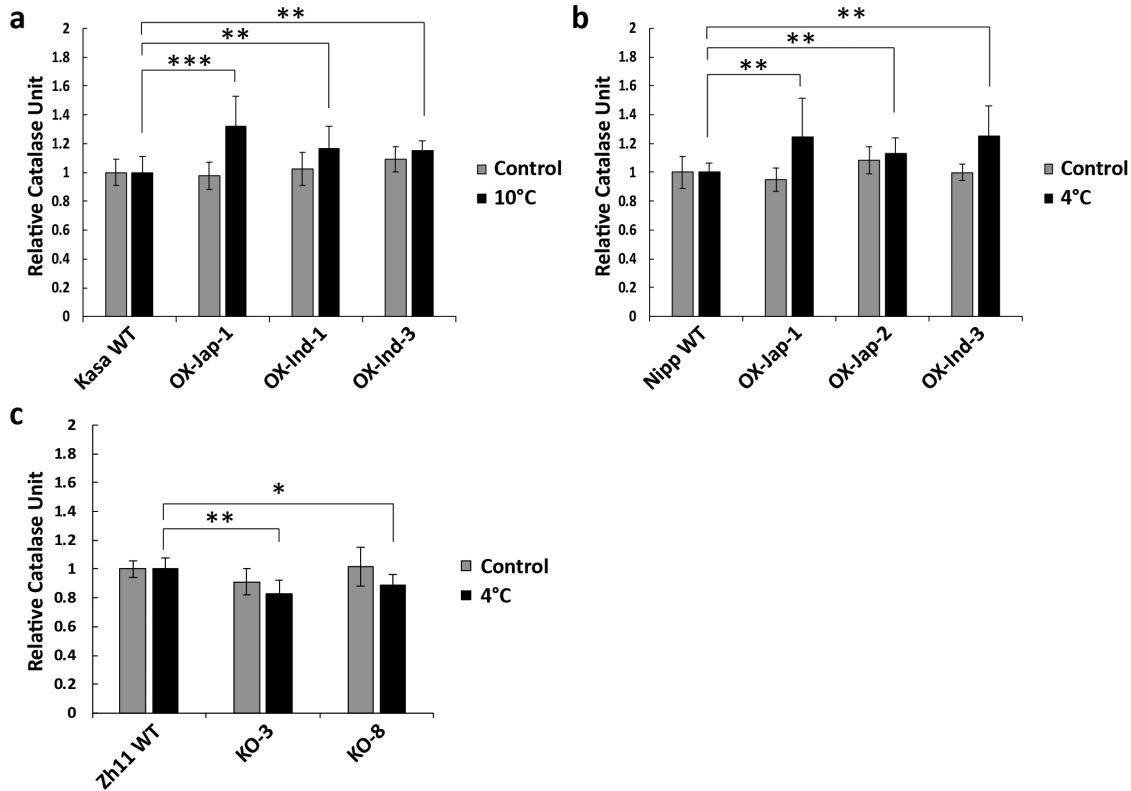 a
Relative Catalase Unit
2
1.8
1.6
1.4
1.2
1
0.8
0.6
0.4
0.2
0
**
**
***
Kasa WT
OX-Jap-1
OX-Ind-1
OX-Ind-3
Control
10°C
b
Relative Catalase Unit
2
1.8
1.6
1.4
1.2
1
0.8
0.6
0.4
0.2
0
**
**
**
Nipp WT
OX-Jap-1
OX-Jap-2
OX-Ind-3
Control
4°C
c
Relative Catalase Unit
2
1.8
1.6
1.4
1.2
1
0.8
0.6
0.4
0.2
0
*
**
Zh11 WT
KO-3
KO-8
Control
4°C